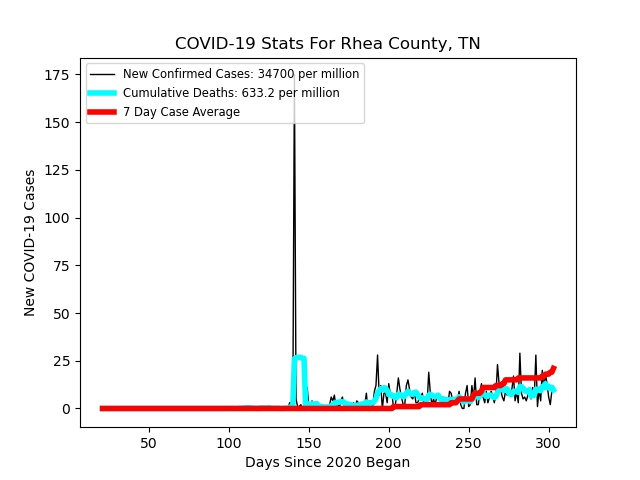 COVID-19 Stats For Rhea County, TN
New Confirmed Cases: 34700 per million
Cumulative Deaths: 633.2 per million
7 Day Case Average
New COVID-19 Cases
175
150
125
100
75
50
25
0
50
100
150
200
250
300
Days Since 2020 Began